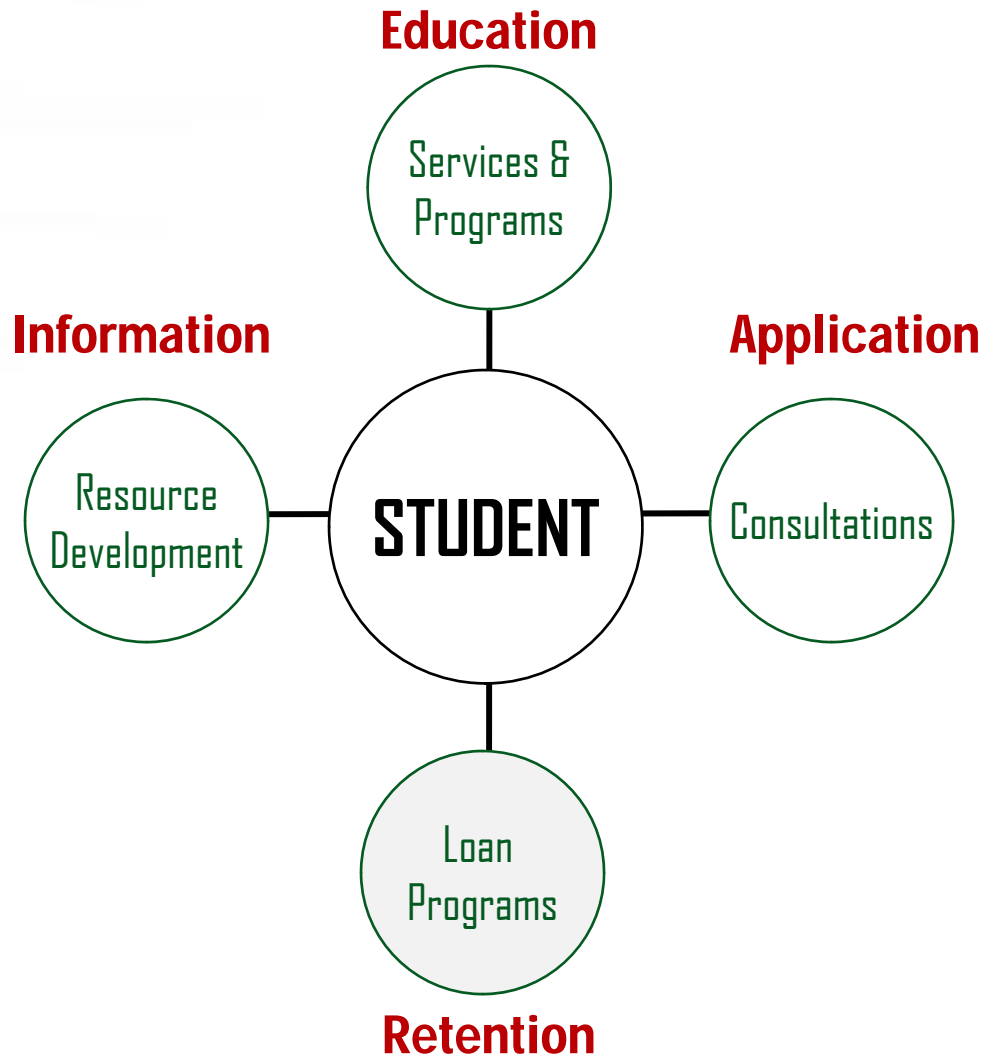 Education
Services &
Programs
Information
Application
Resource
Development
STUDENT
Consultations
Loan
Programs
Retention